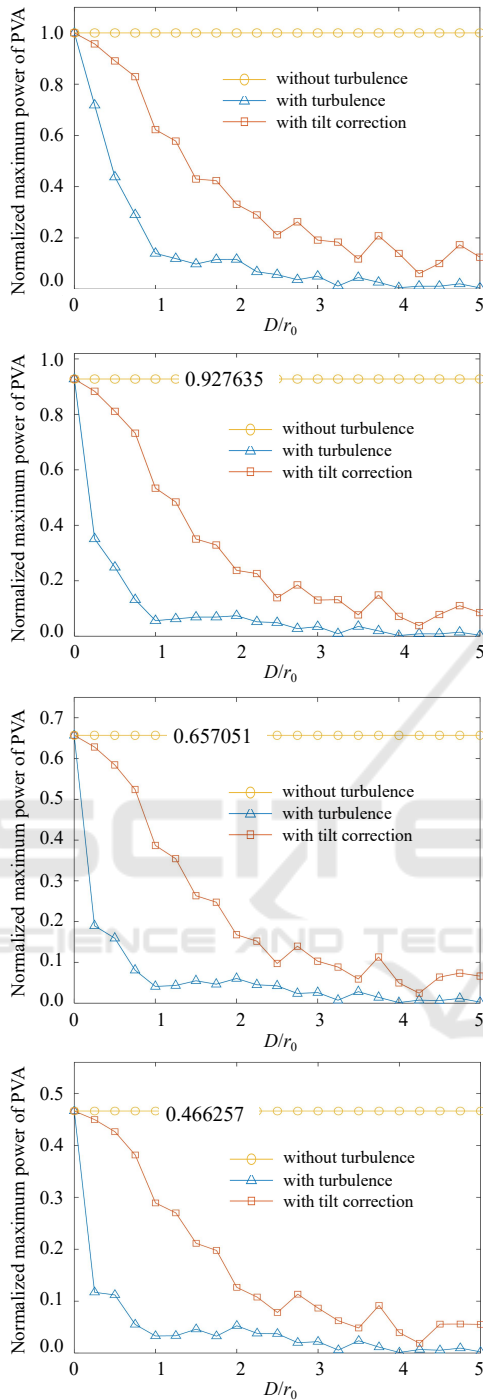 Normalized maximum power of PVA
1.0
0.8
0.6
0.4
0.2
0.0
without turbulence
with turbulence
with tilt correction
0 1 2 3 4 5
D/r0
Normalized maximum power of PVA
1.0
0.8
0.6
0.4
0.2
0.0
0.927635
without turbulence
with turbulence
with tilt correction
0 1 2 3 4 5
D/r0
Normalized maximum power of PVA
0.7
0.6
0.5
0.4
0.3
0.2
0.1
0.0
0.657051
without turbulence
with turbulence
with tilt correction
SCITE
SCIENCE AND TECH
0 1 2 3 4 5
D/r0
Normalized maximum power of PVA
0.5
0.4
0.3
0.2
0.1
0.0
0.466257
without turbulence
with turbulence
with tilt correction
0 1 2 3 4 5
D/r0